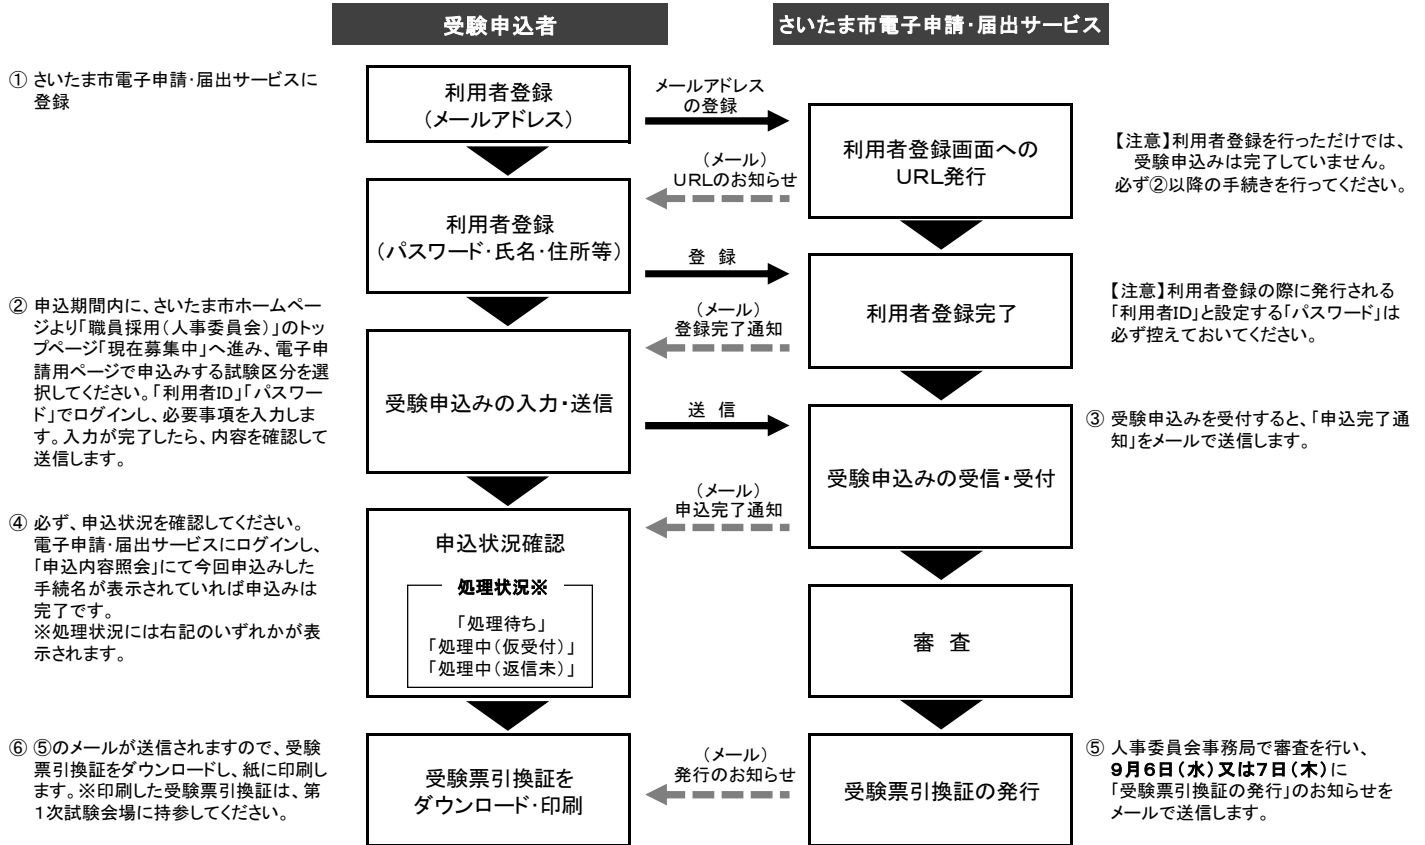 受験申込者
さいたま市電子申請・届出サービス
① さいたま市電子申請・届出サービスに
登録
利用者登録
（メールアドレス）
メールアドレス
の登録
利用者登録画面への
ＵＲＬ発行
【注意】利用者登録を行っただけでは、
受験申込みは完了していません。
必ず②以降の手続きを行ってください。
（メール）
ＵＲＬのお知らせ
利用者登録
（パスワード・氏名・住所等）
登 録
利用者登録完了
【注意】利用者登録の際に発行される
「利用者ID」と設定する「パスワード」は
必ず控えておいてください。
（メール）
登録完了通知
② 申込期間内に、さいたま市ホームペー
ジより「職員採用（人事委員会）」のトッ
プページ「現在募集中」へ進み、電子申
請用ページで申込みする試験区分を選
択してください。「利用者ID」「パスワー
ド」でログインし、必要事項を入力しま
す。入力が完了したら、内容を確認して
送信します。
受験申込みの入力・送信
送 信
受験申込みの受信・受付
③ 受験申込みを受付すると、「申込完了通
知」をメールで送信します。
（メール）
申込完了通知
④ 必ず、申込状況を確認してください。
電子申請・届出サービスにログインし、
「申込内容照会」にて今回申込みした
手続名が表示されていれば申込みは
完了です。
※処理状況には右記のいずれかが表
示されます。
申込状況確認
処理状況※
「処理待ち」
「処理中（仮受付）」
「処理中（返信未）」
審 査
⑥ ⑤のメールが送信されますので、受験
票引換証をダウンロードし、紙に印刷し
ます。※印刷した受験票引換証は、第
１次試験会場に持参してください。
受験票引換証を
ダウンロード・印刷
（メール）
発行のお知らせ
受験票引換証の発行
⑤ 人事委員会事務局で審査を行い、
９月６日（水）又は７日（木）に
「受験票引換証の発行」のお知らせを
メールで送信します。